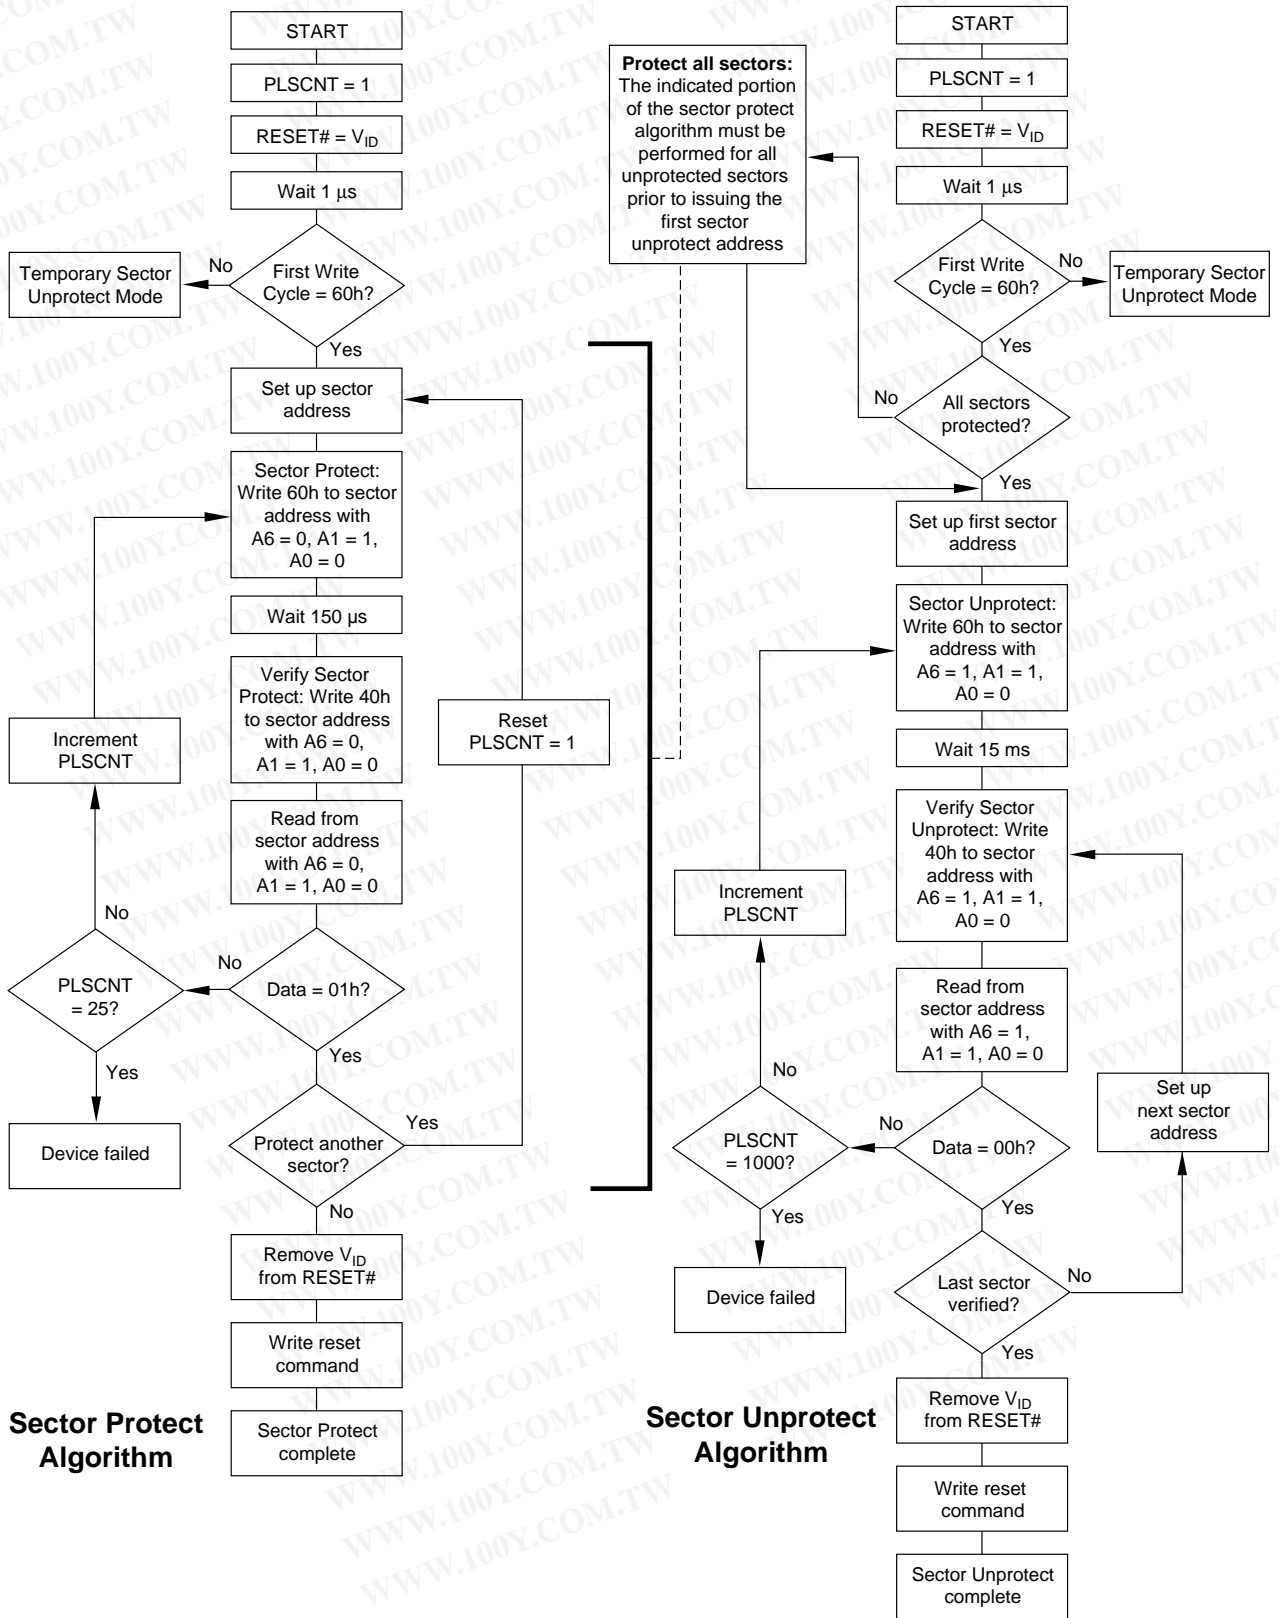 START
PLSCNT = 1
RESET# = VID
Wait 1 μs
First Write
Cycle = 60h?
No
Temporary Sector
Unprotect Mode
Yes
Set up sector
address
Sector Protect:
Write 60h to sector
address with
A6 = 0, A1 = 1,
A0 = 0
Wait 150 µs
Verify Sector
Protect: Write 40h
to sector address
with A6 = 0,
A1 = 1, A0 = 0
Read from
sector address
with A6 = 0,
A1 = 1, A0 = 0
Data = 01h?
No
PLSCNT
= 25?
No
Increment
PLSCNT
Yes
Device failed
Yes
Protect another
sector?
Yes
Reset
PLSCNT = 1
No
Remove VID
from RESET#
Write reset
command
Sector Protect
complete
Sector Protect
Algorithm
Protect all sectors:
The indicated portion
of the sector protect
algorithm must be
performed for all
unprotected sectors
prior to issuing the
first sector
unprotect address
START
PLSCNT = 1
RESET# = VID
Wait 1 μs
First Write
Cycle = 60h?
No
Temporary Sector
Unprotect Mode
Yes
All sectors
protected?
No
Yes
Set up first sector
address
Sector Unprotect:
Write 60h to sector
address with
A6 = 1, A1 = 1,
A0 = 0
Wait 15 ms
Verify Sector
Unprotect: Write
40h to sector
address with
A6 = 1, A1 = 1,
A0 = 0
Read from
sector address
with A6 = 1,
A1 = 1, A0 = 0
Data = 00h?
No
PLSCNT
= 1000?
No
Increment
PLSCNT
Yes
Device failed
Yes
Last sector
verified?
No
Set up
next sector
address
Yes
Remove VID
from RESET#
Write reset
command
Sector Unprotect
complete
Sector Unprotect
Algorithm
WWW.100Y.COM.TW